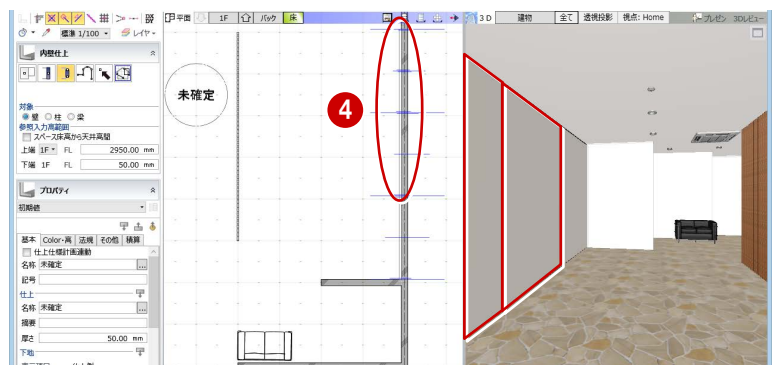 平面 1F バック 床
3D 建物 全て 透視投影 視点: Home プレゼン 3Dレビュー
標準 1/100 レイヤ
内壁仕上
対象
壁 柱 梁
参照入力高範囲
スペース床高から天井高間
上端 1F FL 2950.00 mm
下端 1F FL 50.00 mm
プロパティ
初期値
基本 Color・高 法規 その他 積算
仕上仕様計画連動
名称 未確定 ...
記号
仕上
名称 未確定 ...
摘要
厚さ 50.00 mm
下地
未確定
4